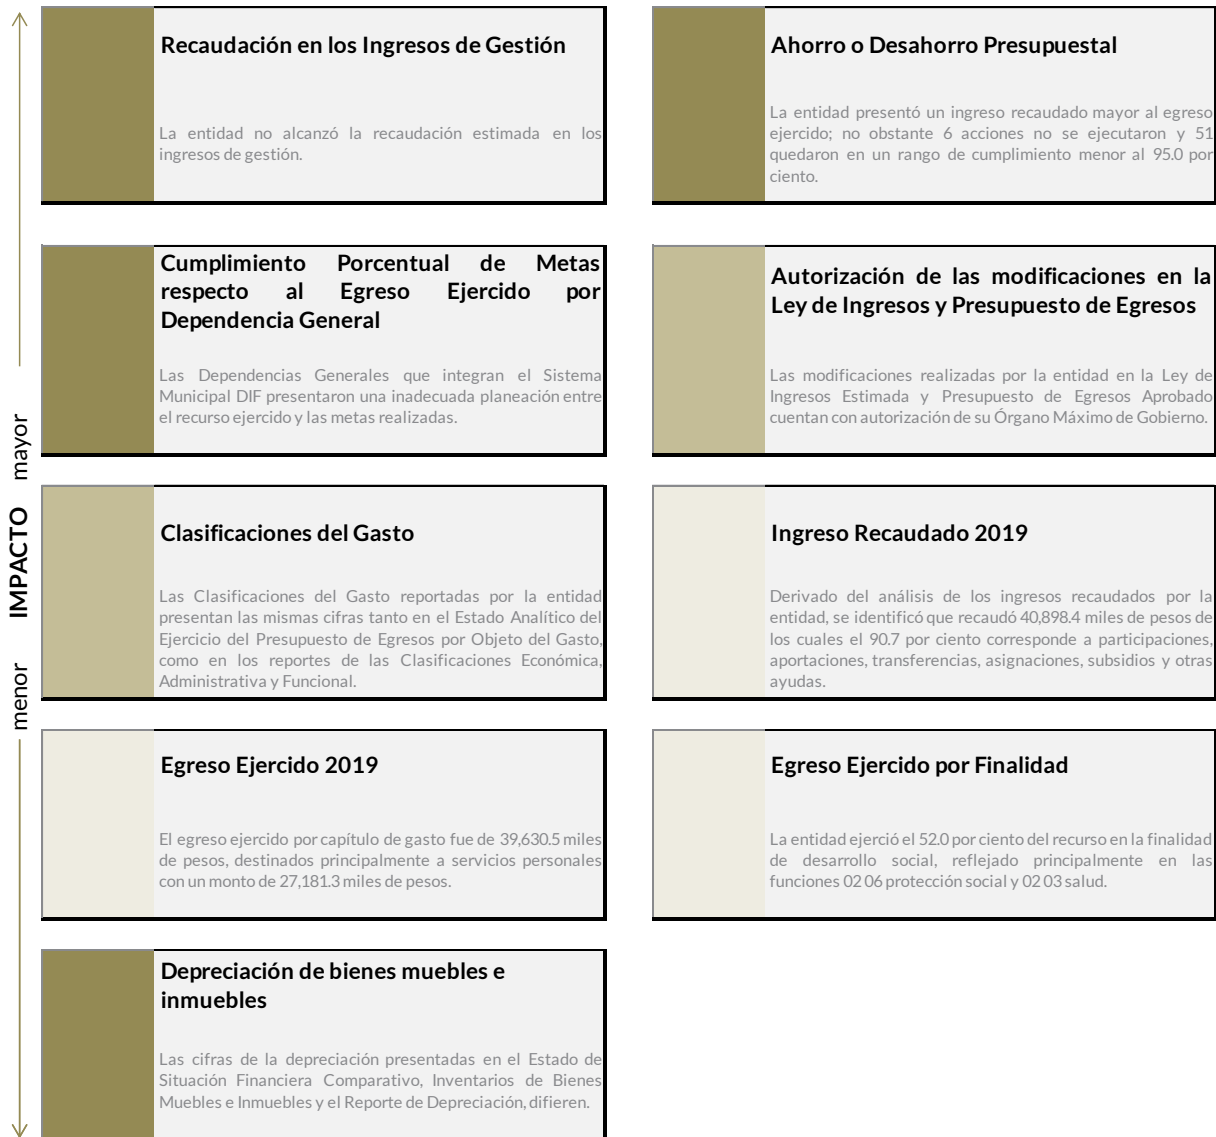 Recaudación en los Ingresos de Gestión
La entidad no alcanzó la recaudación estimada en los
ingresos de gestión.
Ahorro o Desahorro Presupuestal
La entidad presentó un ingreso recaudado mayor al egreso
ejercido; no obstante 6 acciones no se ejecutaron y 51
quedaron en un rango de cumplimiento menor al 95.0 por
ciento.
Cumplimiento Porcentual de Metas
respecto al Egreso Ejercido por
Dependencia General
Las Dependencias Generales que integran el Sistema
Municipal DIF presentaron una inadecuada planeación entre
el recurso ejercido y las metas realizadas.
Autorización de las modificaciones en la
Ley de Ingresos y Presupuesto de Egresos
Las modificaciones realizadas por la entidad en la Ley de
Ingresos Estimada y Presupuesto de Egresos Aprobado
cuentan con autorización de su Órgano Máximo de Gobierno.
menor IMPACTO mayor
Clasificaciones del Gasto
Las Clasificaciones del Gasto reportadas por la entidad
presentan las mismas cifras tanto en el Estado Analítico del
Ejercicio del Presupuesto de Egresos por Objeto del Gasto,
como en los reportes de las Clasificaciones Económica,
Administrativa y Funcional.
Ingreso Recaudado 2019
Derivado del análisis de los ingresos recaudados por la
entidad, se identificó que recaudó 40,898.4 miles de pesos de
los cuales el 90.7 por ciento corresponde a participaciones,
aportaciones, transferencias, asignaciones, subsidios y otras
ayudas.
Egreso Ejercido 2019
El egreso ejercido por capítulo de gasto fue de 39,630.5 miles
de pesos, destinados principalmente a servicios personales
con un monto de 27,181.3 miles de pesos.
Egreso Ejercido por Finalidad
La entidad ejerció el 52.0 por ciento del recurso en la finalidad
de desarrollo social, reflejado principalmente en las
funciones 02 06 protección social y 02 03 salud.
Depreciación de bienes muebles e
inmuebles
Las cifras de la depreciación presentadas en el Estado de
Situación Financiera Comparativo, Inventarios de Bienes
Muebles e Inmuebles y el Reporte de Depreciación, difieren.